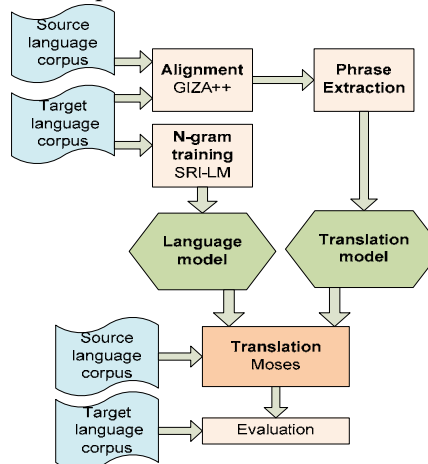 Source
language
corpus
Alignment
GIZA++
Phrase
Extraction
Target
language
corpus
N-gram
training
SRI-LM
Language
model
Translation
model
Source
language
corpus
Translation
Moses
Target
language
corpus
Evaluation